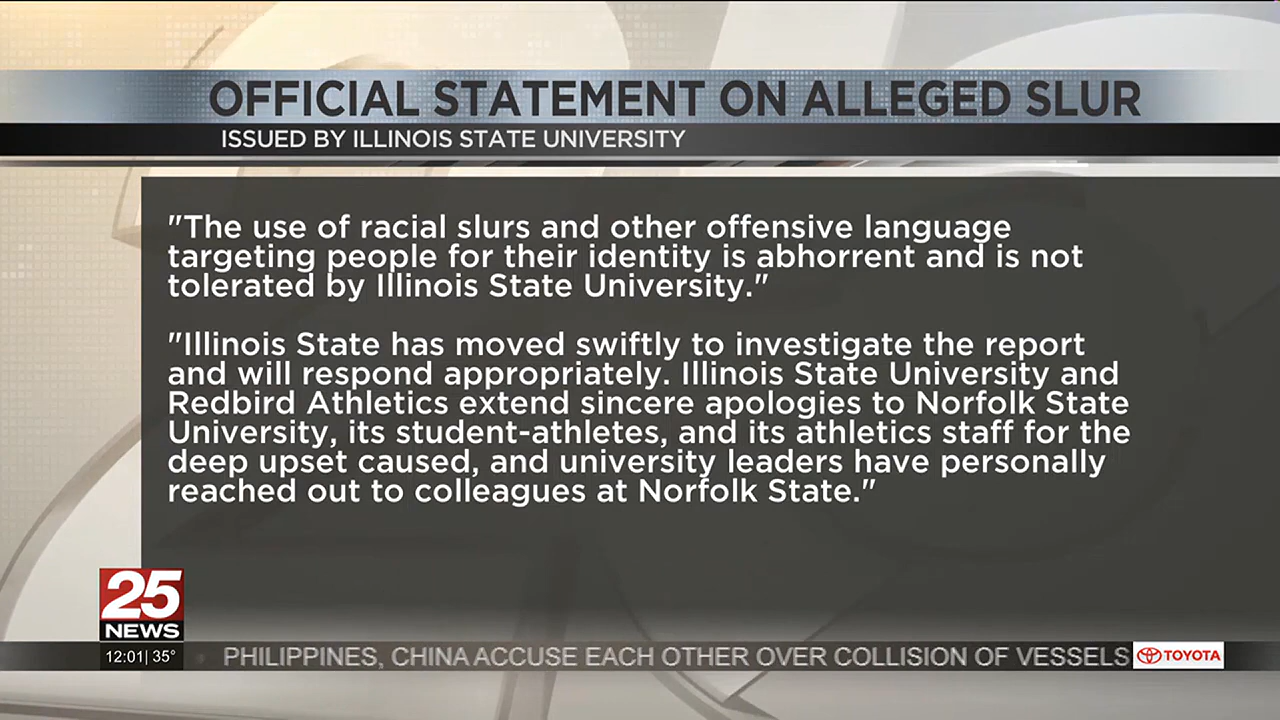 OFFICIAL STATEMENT ON ALLEGED SLUR
ISSUED BY ILLINOIS STATE UNIVERSITY
"The use of racial slurs and other offensive language
targeting people for their identity is abhorrent and is not
tolerated by Illinois State University."
"Illinois State has moved swiftly to investigate the report
and will respond appropriately. Illinois State University and
Redbird Athletics extend sincere apologies to Norfolk State
University, its student-athletes, and its athletics staff for the
deep upset caused, and university leaders have personally
reached out to colleagues at Norfolk State."
25
NEWS
12:01 | 35°
PHILIPPINES, CHINA ACCUSE EACH OTHER OVER COLLISION OF VESSELS
TOYOTA